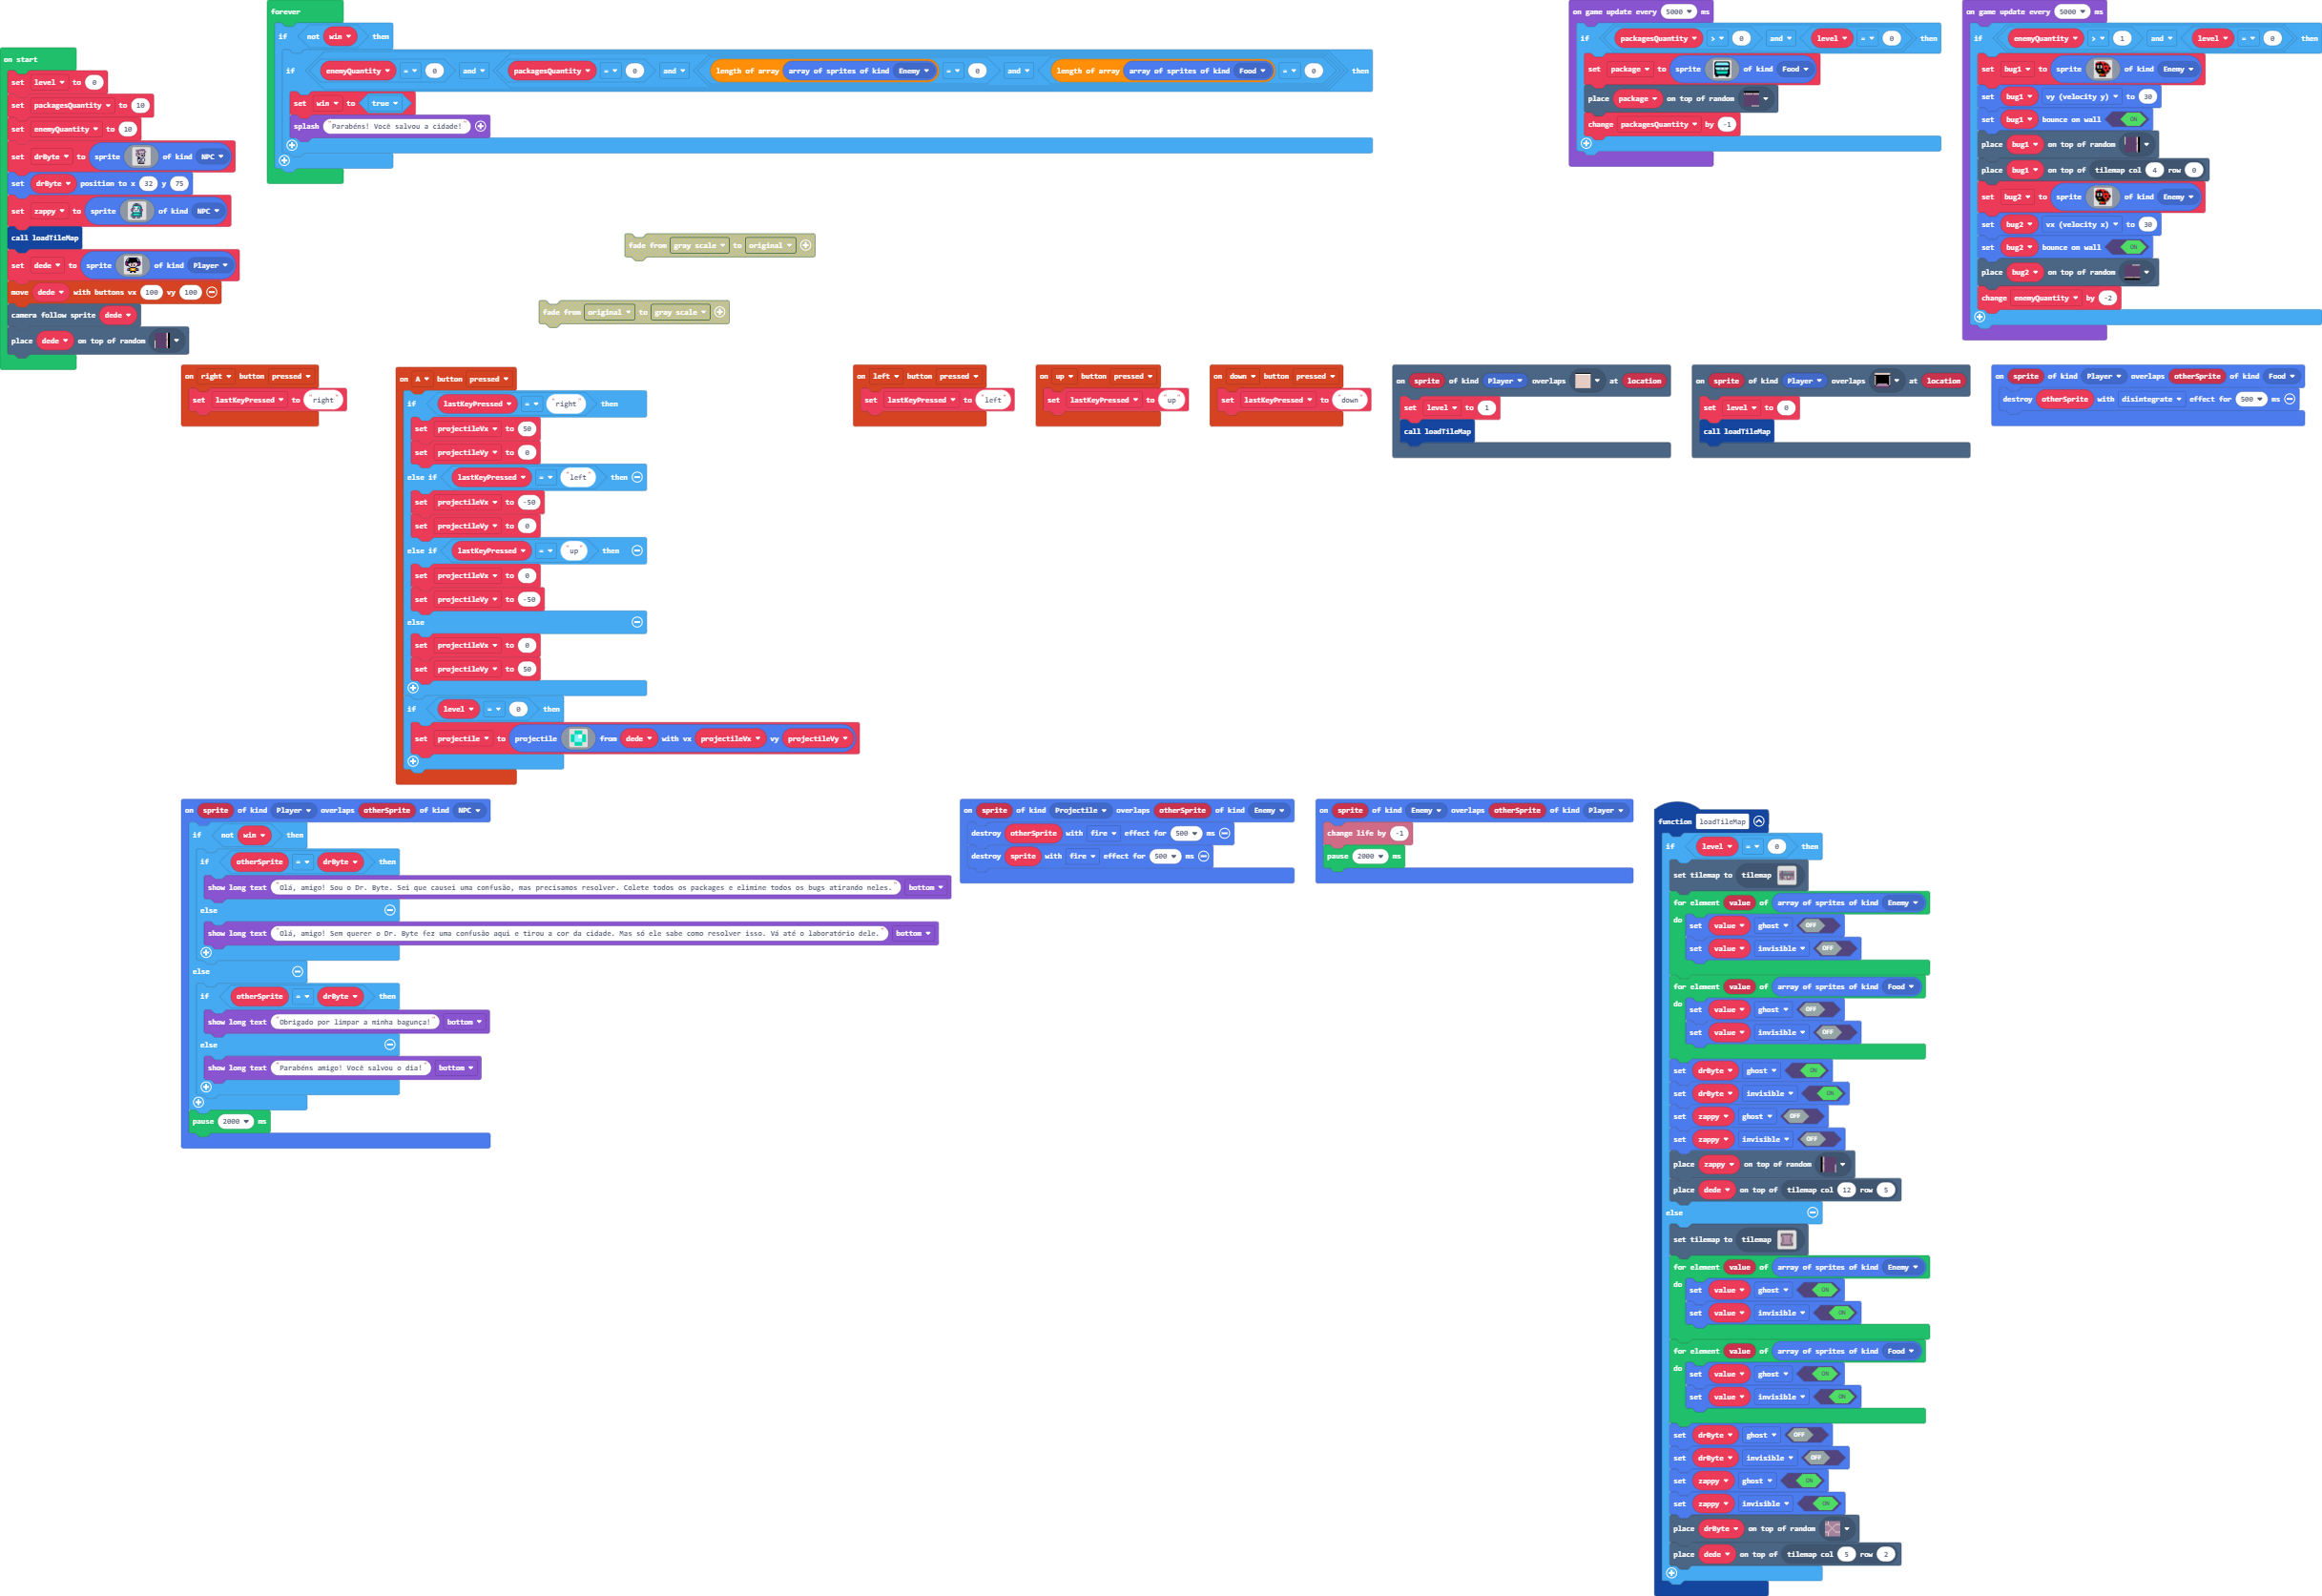 on start
set level to 0
set packagesQuantity to 10
set enemyQuantity to 10
set drByte to sprite of kind NPC
set drByte position to x 32 y 75
set zappy to sprite of kind NPC
call loadTileMap
set dede to sprite of kind Player
move dede with buttons vx 100 vy 100
camera follow sprite dede
place dede on top of random
forever
if not win then
if enemyQuantity = 0 and packagesQuantity = 0 and length of array array of sprites of kind Enemy = 0 and length of array array of sprites of kind Food = 0 then
set win to true
splash "Parabéns! Você salvou a cidade!"
fade from gray scale to original
fade from original to gray scale
on game update every 5000 ms
if packagesQuantity > 0 and level = 0 then
set package to sprite of kind Food
place package on top of random
change packagesQuantity by -1
on game update every 5000 ms
if enemyQuantity > 1 and level = 0 then
set bug1 to sprite of kind Enemy
set bug1 vy (velocity y) to 30
set bug1 bounce on wall ON
place bug1 on top of random
place bug1 on top of tilemap col 4 row 0
set bug2 to sprite of kind Enemy
set bug2 vx (velocity x) to 30
set bug2 bounce on wall ON
place bug2 on top of random
change enemyQuantity by -2
on right button pressed
set lastKeyPressed to "right"
on A button pressed
if lastKeyPressed = "right" then
set projectileVx to 50
set projectileVy to 0
else if lastKeyPressed = "left" then
set projectileVx to -50
set projectileVy to 0
else if lastKeyPressed = "up" then
set projectileVx to 0
set projectileVy to -50
else
set projectileVx to 0
set projectileVy to 50
if level = 0 then
set projectile to projectile from dede with vx projectileVx vy projectileVy
on left button pressed
set lastKeyPressed to "left"
on up button pressed
set lastKeyPressed to "up"
on down button pressed
set lastKeyPressed to "down"
on sprite of kind Player overlaps at location
set level to 1
call loadTileMap
on sprite of kind Player overlaps at location
set level to 0
call loadTileMap
on sprite of kind Player overlaps otherSprite of kind Food
destroy otherSprite with disintegrate effect for 500 ms
on sprite of kind Player overlaps otherSprite of kind NPC
if not win then
if otherSprite = drByte then
show long text "Olá, amigo! Sou o Dr. Byte. Sei que causei uma confusão, mas precisamos resolver. Colete todos os packages e elimine todos os bugs atirando neles." bottom
else
show long text "Olá, amigo! Sem querer o Dr. Byte fez uma confusão aqui e tirou a cor da cidade. Mas só ele sabe como resolver isso. Vá até o laboratório dele." bottom
else
if otherSprite = drByte then
show long text "Obrigado por limpar a minha bagunça!" bottom
else
show long text "Parabéns amigo! Você salvou o dia!" bottom
pause 2000 ms
on sprite of kind Projectile overlaps otherSprite of kind Enemy
destroy otherSprite with fire effect for 500 ms
destroy sprite with fire effect for 500 ms
on sprite of kind Enemy overlaps otherSprite of kind Player
change life by -1
pause 2000 ms
function loadTileMap
if level = 0 then
set tilemap to tilemap
for element value of array of sprites of kind Enemy
do set value ghost OFF
set value invisible OFF
for element value of array of sprites of kind Food
do set value ghost OFF
set value invisible OFF
set drByte ghost ON
set drByte invisible ON
set zappy ghost OFF
set zappy invisible OFF
place zappy on top of random
place dede on top of tilemap col 12 row 5
else
set tilemap to tilemap
for element value of array of sprites of kind Enemy
do set value ghost ON
set value invisible ON
for element value of array of sprites of kind Food
do set value ghost ON
set value invisible ON
set drByte ghost OFF
set drByte invisible OFF
set zappy ghost ON
set zappy invisible ON
place drByte on top of random
place dede on top of tilemap col 5 row 2